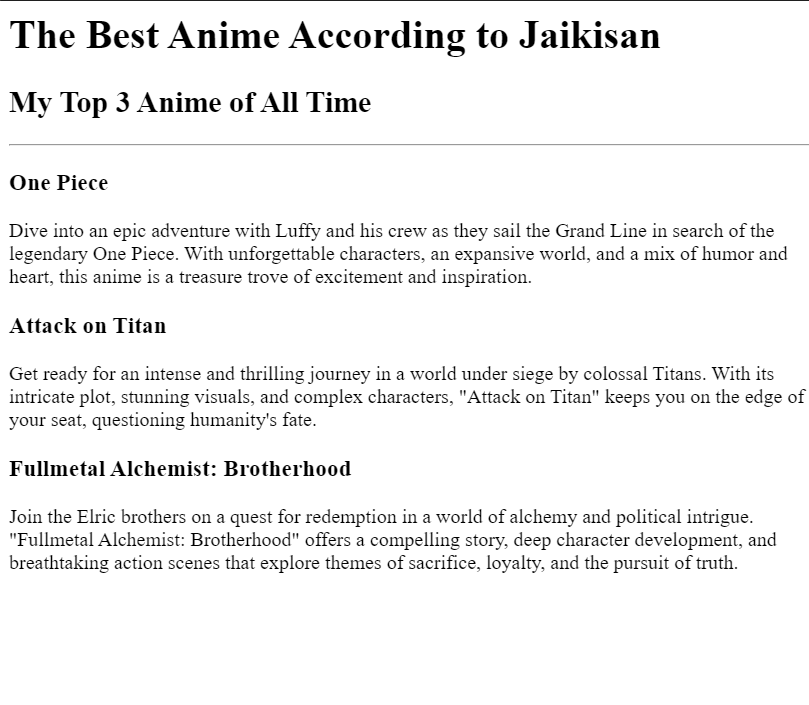 The Best Anime According to Jaikisan
My Top 3 Anime of All Time
One Piece
Dive into an epic adventure with Luffy and his crew as they sail the Grand Line in search of the
legendary One Piece. With unforgettable characters, an expansive world, and a mix of humor and
heart, this anime is a treasure trove of excitement and inspiration.
Attack on Titan
Get ready for an intense and thrilling journey in a world under siege by colossal Titans. With its
intricate plot, stunning visuals, and complex characters, "Attack on Titan" keeps you on the edge of
your seat, questioning humanity's fate.
Fullmetal Alchemist: Brotherhood
Join the Elric brothers on a quest for redemption in a world of alchemy and political intrigue.
"Fullmetal Alchemist: Brotherhood" offers a compelling story, deep character development, and
breathtaking action scenes that explore themes of sacrifice, loyalty, and the pursuit of truth.